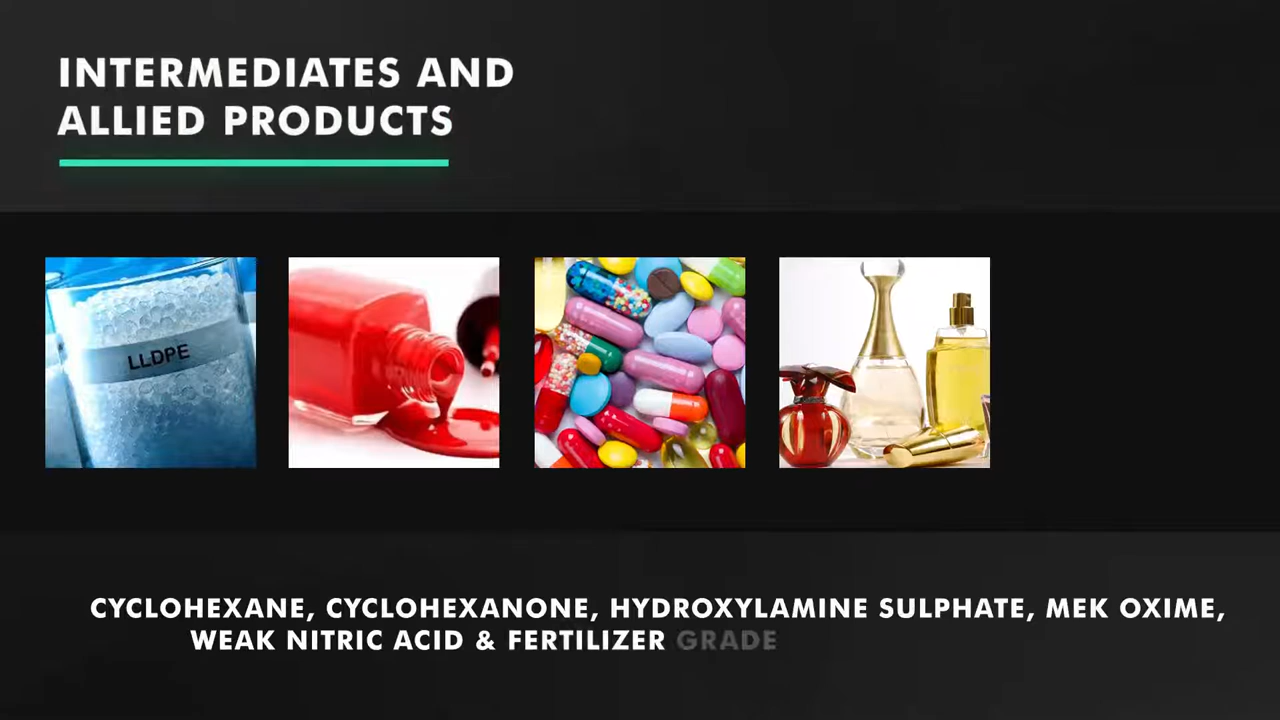 INTERMEDIATES AND
ALLIED PRODUCTS
LLDPE
CYCLOHEXANE, CYCLOHEXANONE, HYDROXYLAMINE SULPHATE, MEK OXIME,
WEAK NITRIC ACID & FERTILIZER GRADE